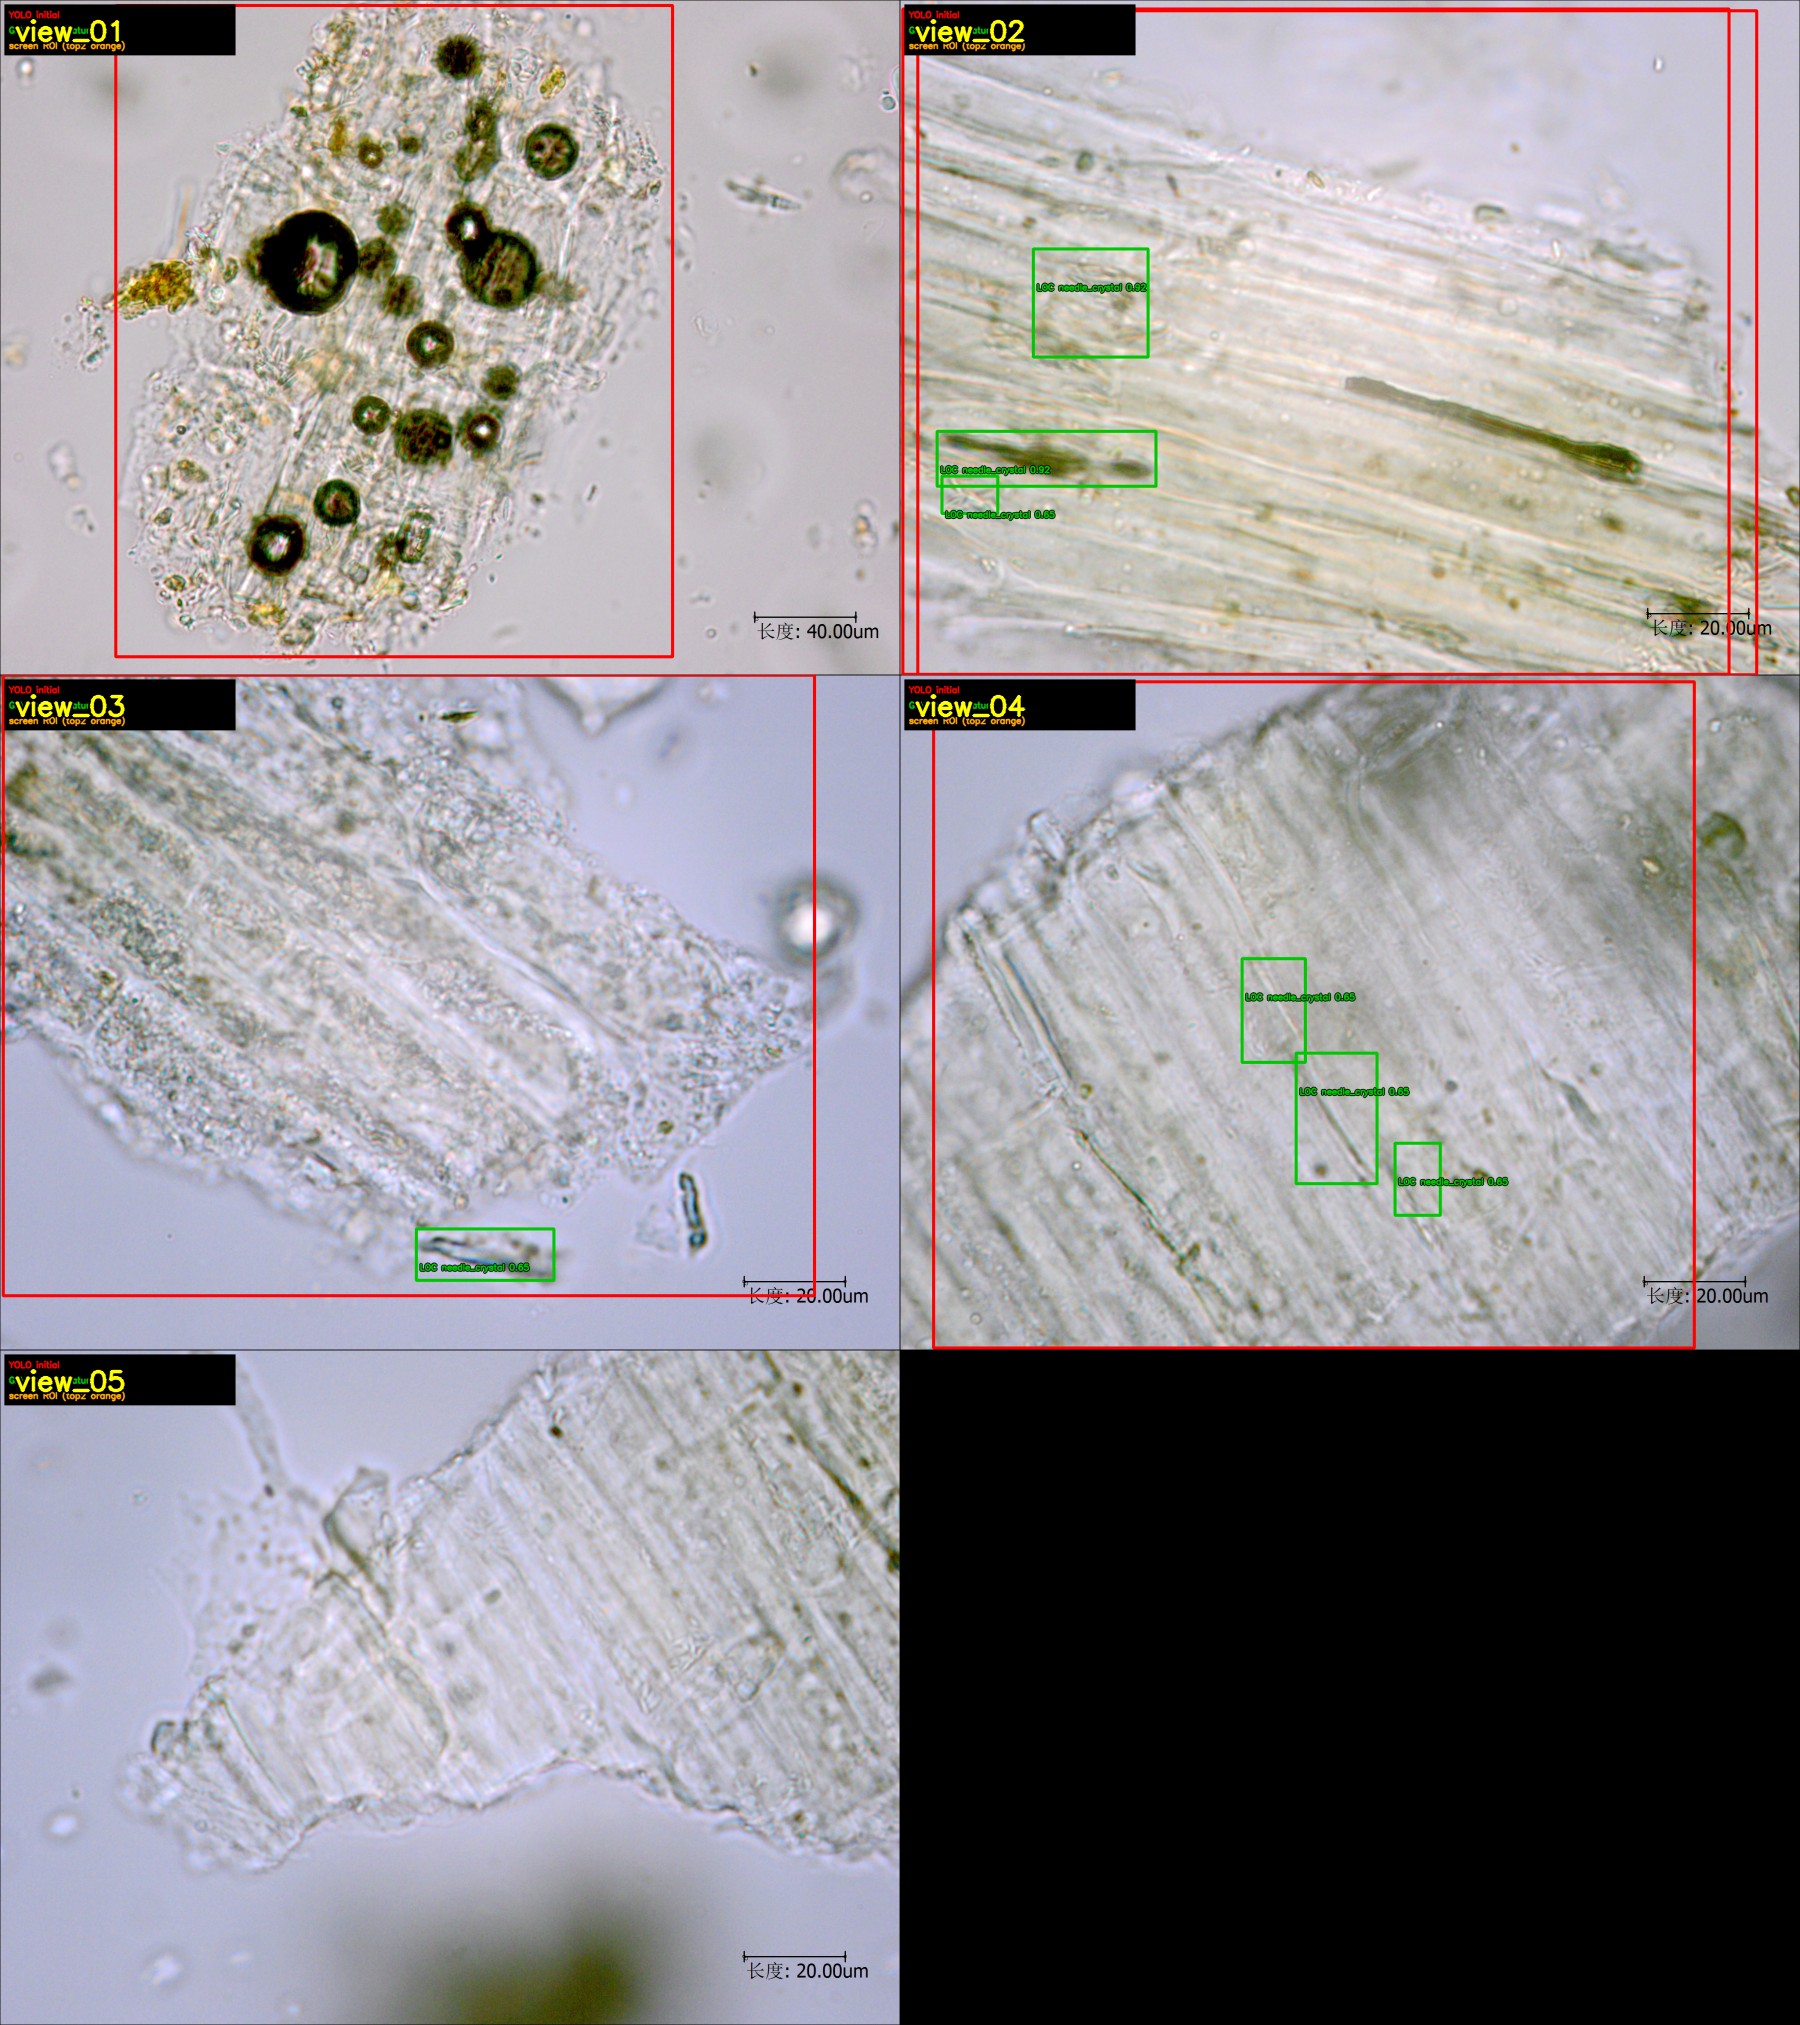 YOLO initial
view_01
screen ROI (top2 orange)
长度: 40.00um
YOLO initial
view_02
screen ROI (top2 orange)
LOC needle_crystal 0.92
LOC needle_crystal 0.92
LOC needle_crystal 0.65
长度: 20.00um
YOLO initial
view_03
screen ROI (top2 orange)
LOC needle_crystal 0.65
长度: 20.00um
YOLO initial
view_04
screen ROI (top2 orange)
LOC needle_crystal 0.65
LOC needle_crystal 0.65
LOC needle_crystal 0.65
长度: 20.00um
YOLO initial
view_05
screen ROI (top2 orange)
长度: 20.00um